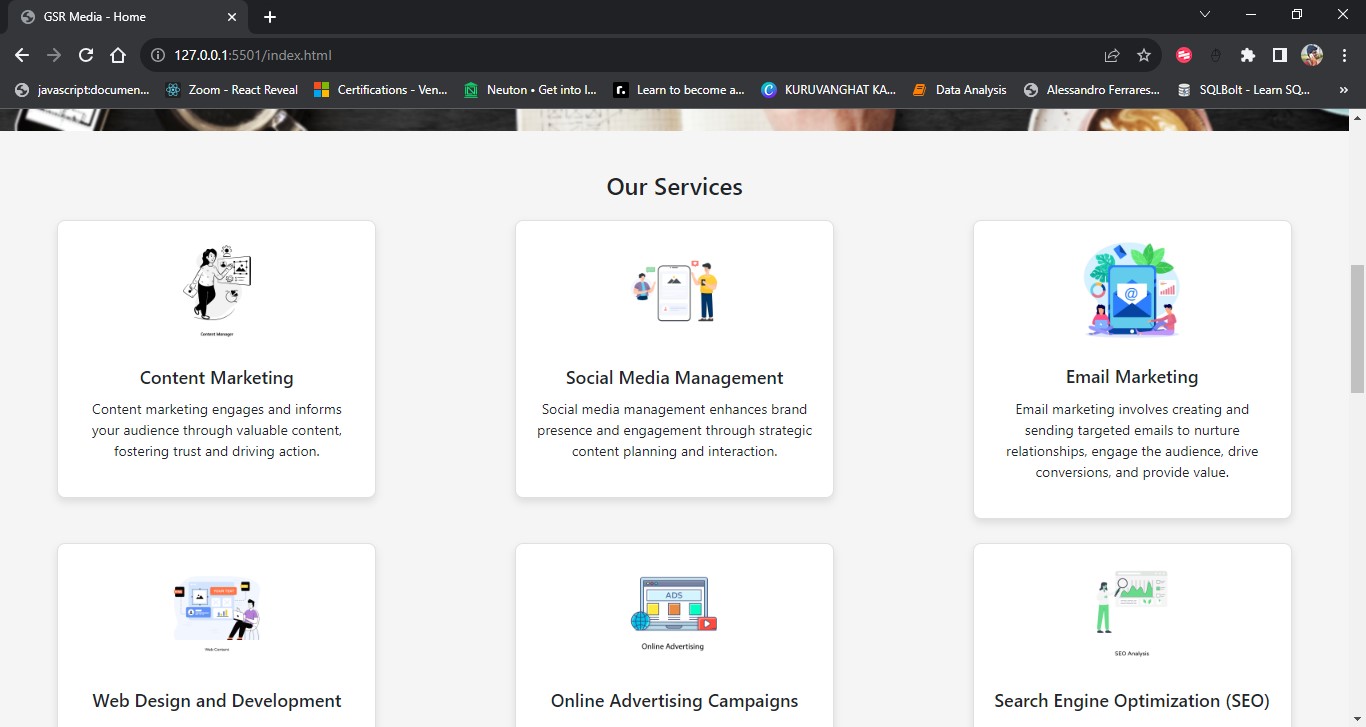 GSR Media - Home
127.0.0.1:5501/index.html
javascript:documen... Zoom - React Reveal Certifications - Ven... Neuton • Get into I... Learn to become a... KURUVANGHAT KA... Data Analysis Alessandro Ferrares... SQLBolt - Learn SQ... »
Our Services
Content Manager
@
Content Marketing
Social Media Management
Email Marketing
Content marketing engages and informs
your audience through valuable content,
fostering trust and driving action.
Social media management enhances brand
presence and engagement through strategic
content planning and interaction.
Email marketing involves creating and
sending targeted emails to nurture
relationships, engage the audience, drive
conversions, and provide value.
ADS
Online Advertising
SEO Analysis
Web Design and Development
Online Advertising Campaigns
Search Engine Optimization (SEO)